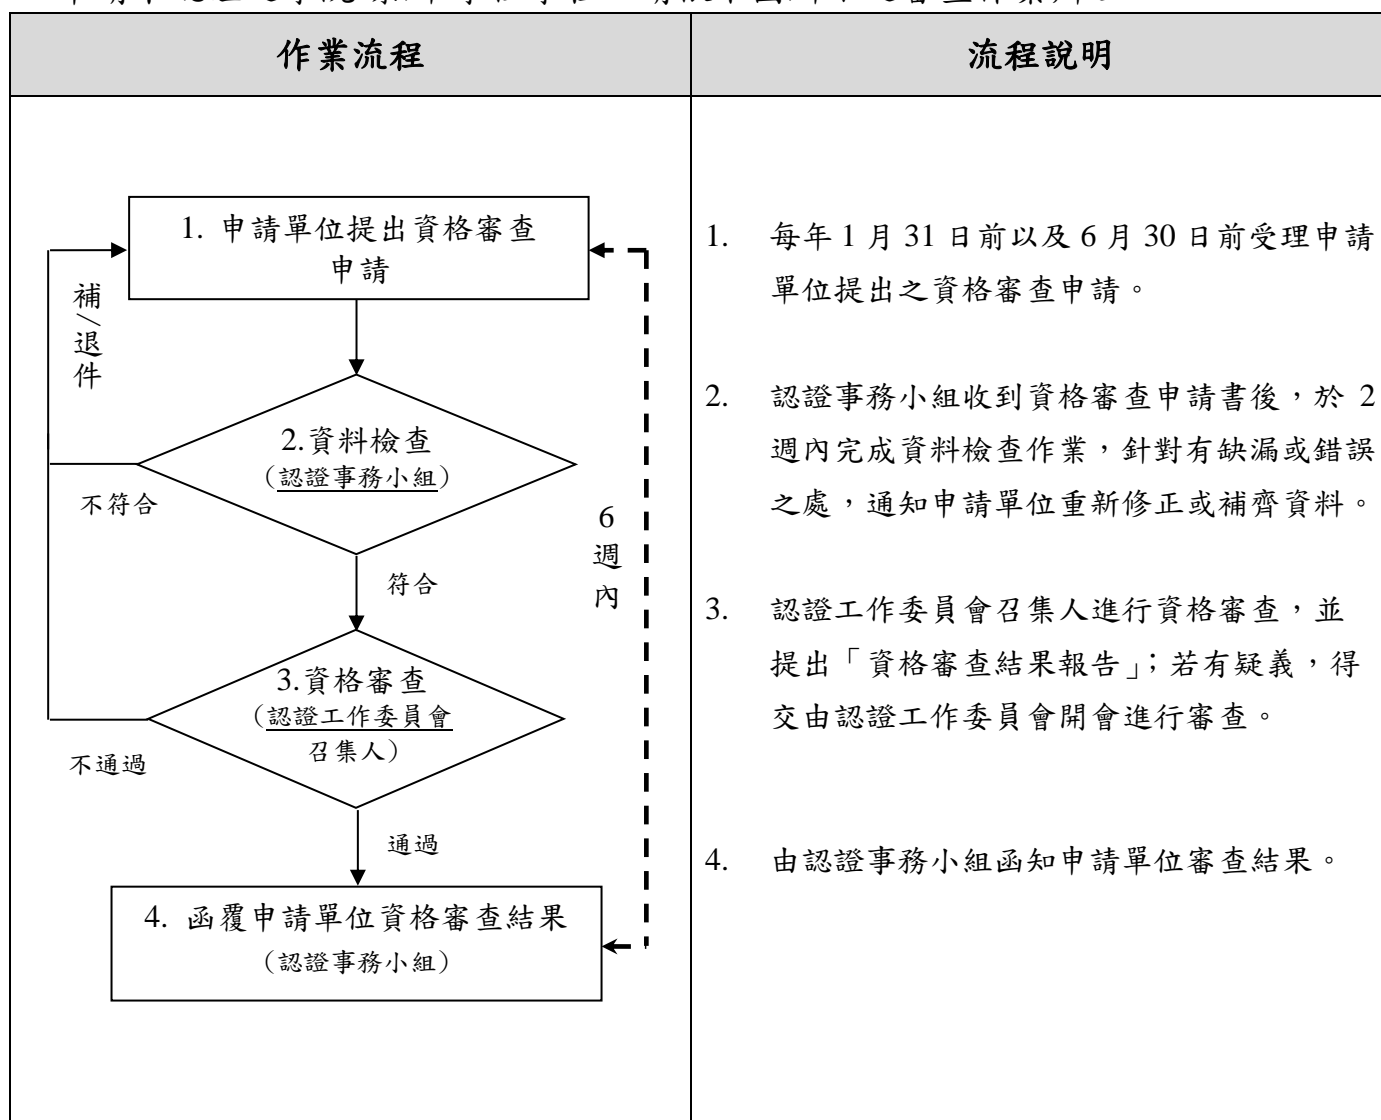 作業流程
流程說明
1. 申請單位提出資格審查
申請
補/退件
2.資料檢查
（認證事務小組）
不符合
符合
6週內
3.資格審查
（認證工作委員會
召集人）
不通過
通過
4. 函覆申請單位資格審查結果
（認證事務小組）
1. 每年 1 月 31 日前以及 6 月 30 日前受理申請
單位提出之資格審查申請。
2. 認證事務小組收到資格審查申請書後，於 2
週內完成資料檢查作業，針對有缺漏或錯誤
之處，通知申請單位重新修正或補齊資料。
3. 認證工作委員會召集人進行資格審查，並
提出「資格審查結果報告」；若有疑義，得
交由認證工作委員會開會進行審查。
4. 由認證事務小組函知申請單位審查結果。